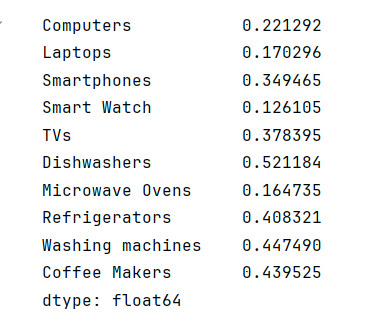 Computers 0.221292
Laptops 0.170296
Smartphones 0.349465
Smart Watch 0.126105
TVs 0.378395
Dishwashers 0.521184
Microwave Ovens 0.164735
Refrigerators 0.408321
Washing machines 0.447490
Coffee Makers 0.439525
dtype: float64